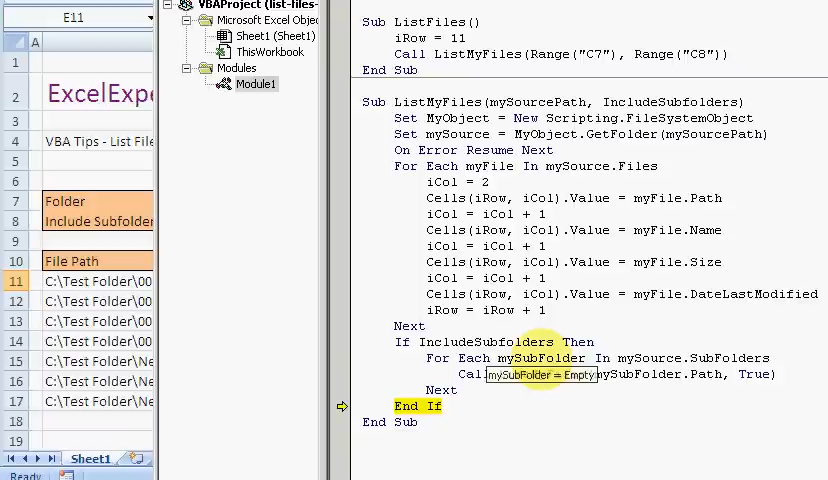 E11
A
1
2
3
4
5
6
7
8
9
10
11
12
13
14
15
16
17
18
19
ExcelExpe
VBA Tips - List File
Folder
Include Subfolder
File Path
C:\Test Folder\00
C:\Test Folder\00
C:\Test Folder\00
C:\Test Folder\00
C:\Test Folder\Ne
C:\Test Folder\Ne
C:\Test Folder\Ne
Sheet1
Ready
VBAProject (list-files-
Microsoft Excel Objec
Sheet1 (Sheet1)
ThisWorkbook
Modules
Module1
Sub ListFiles()
iRow = 11
Call ListMyFiles(Range("C7"), Range("C8"))
End Sub
Sub ListMyFiles(mySourcePath, IncludeSubfolders)
Set MyObject = New Scripting.FileSystemObject
Set mySource = MyObject.GetFolder(mySourcePath)
On Error Resume Next
For Each myFile In mySource.Files
iCol = 2
Cells(iRow, iCol).Value = myFile.Path
iCol = iCol + 1
Cells(iRow, iCol).Value = myFile.Name
iCol = iCol + 1
Cells(iRow, iCol).Value = myFile.Size
iCol = iCol + 1
Cells(iRow, iCol).Value = myFile.DateLastModified
iRow = iRow + 1
Next
If IncludeSubfolders Then
For Each mySubFolder In mySource.SubFolders
Call mySubFolder.Path, True)
mySubFolder = Empty
Next
End If
End Sub